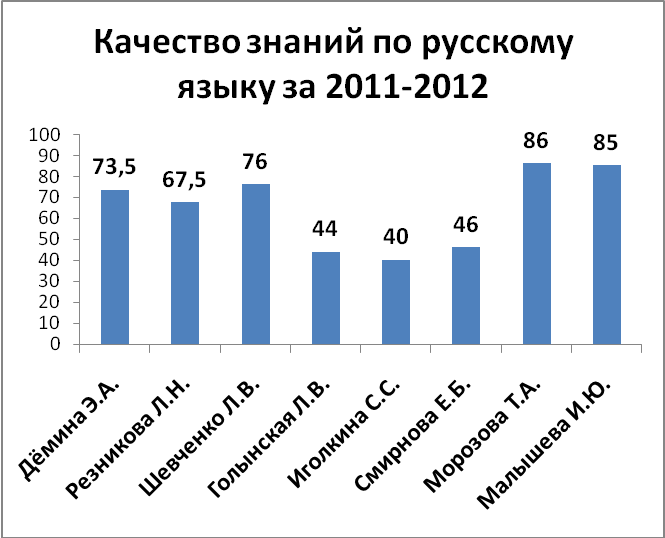 Качество знаний по русскому
языку за 2011-2012
100
90
80
70
60
50
40
30
20
10
0
73,5
67,5
76
44
40
46
86
85
Дёмина Э.А.
Резникова Л.Н.
Шевченко Л.В.
Голынская Л.В.
Иголкина С.С.
Смирнова Е.Б.
Морозова Т.А.
Малышева И.Ю.